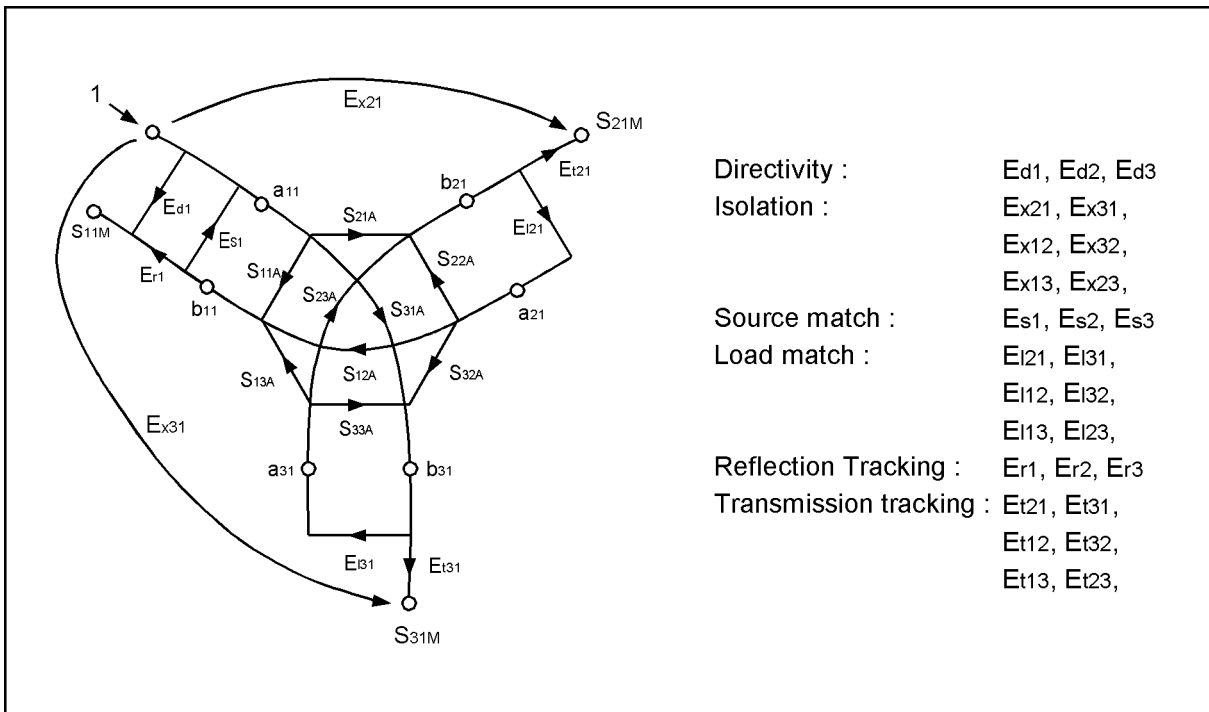 1
Ex21
S21M
Et21
a11
b21
Ed1
S11M
Es1
S21A
El21
Er1
S11A
S22A
b11
S23A
S31A
a21
S13A
S12A
S32A
Ex31
S33A
a31
b31
El31
Et31
S31M
Directivity : Ed1, Ed2, Ed3
Isolation : Ex21, Ex31,
Ex12, Ex32,
Ex13, Ex23,
Source match : Es1, Es2, Es3
Load match : El21, El31,
El12, El32,
El13, El23,
Reflection Tracking : Er1, Er2, Er3
Transmission tracking : Et21, Et31,
Et12, Et32,
Et13, Et23,